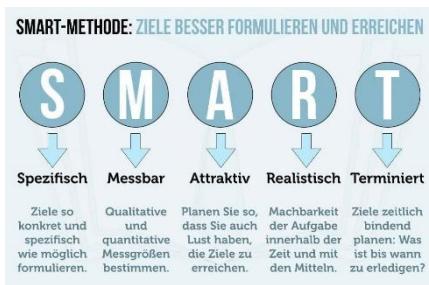 SMART-METHODE: ZIELE BESSER FORMULIEREN UND ERREICHEN
S M A R T
Spezifisch Messbar Attraktiv Realistisch Terminiert
Ziele so
konkret und
spezifisch
wie möglich
formulieren.
Qualitative
und
quantitative
Messgrößen
bestimmen.
Planen Sie so,
dass Sie auch
Lust haben,
die Ziele zu
erreichen.
Machbarkeit
der Aufgabe
innerhalb der
Zeit und mit
den Mitteln.
Ziele zeitlich
bindend
planen: Was
ist bis wann
zu erledigen?